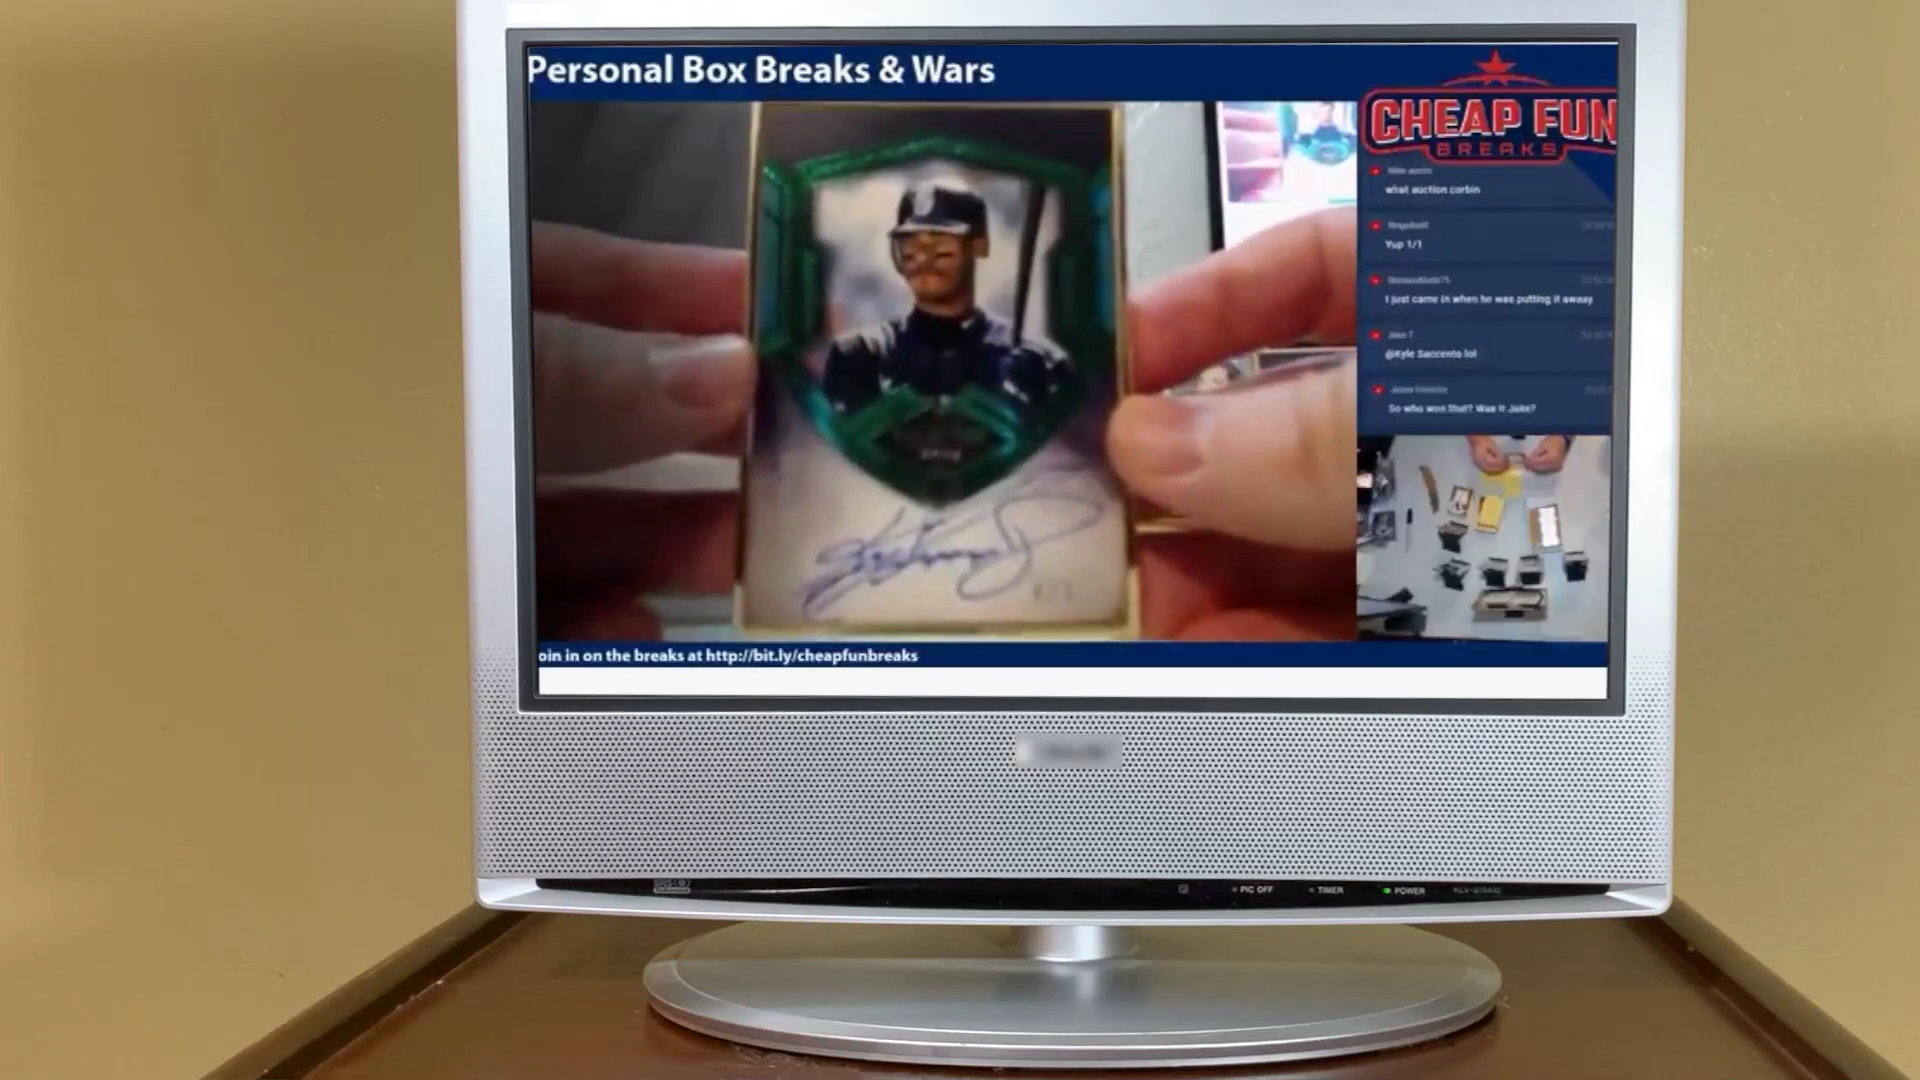 Personal Box Breaks & Wars
CHEAP FUN
BREAKS
what auction corbin
Yup 1/1
I just came in when he was putting it awaay
Jake T
@Kyle Saccento lol
So who won that? Was it Jake?
oin in on the breaks at http://bit.ly/cheapfunbreaks
PIC OFF
TIMER
POWER